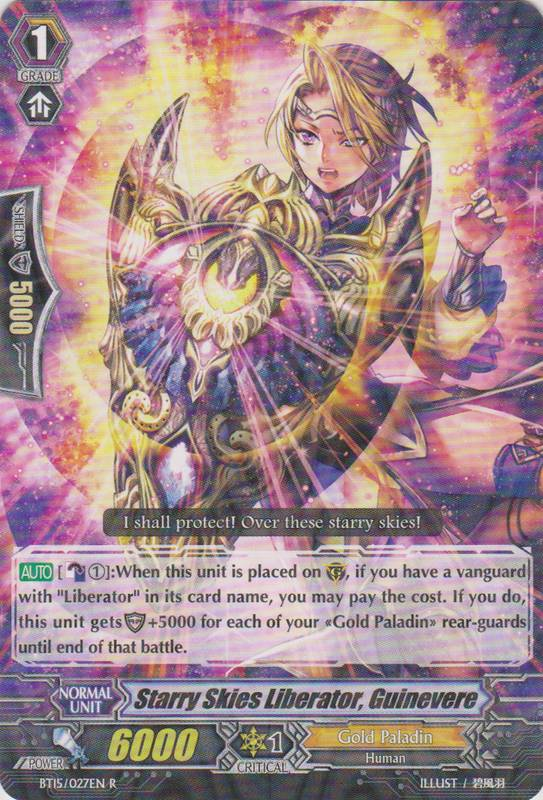 1
GRADE
SHIELD
5000
I shall protect! Over these starry skies!
AUTO [ ①]:When this unit is placed on G, if you have a vanguard
with "Liberator" in its card name, you may pay the cost. If you do,
this unit gets +5000 for each of your «Gold Paladin» rear-guards
until end of that battle.
NORMAL
UNIT
Starry Skies Liberator, Guinevere
POWER
6000
1
CRITICAL
Gold Paladin
Human
BT15/027EN R
ILLUST / 碧風羽